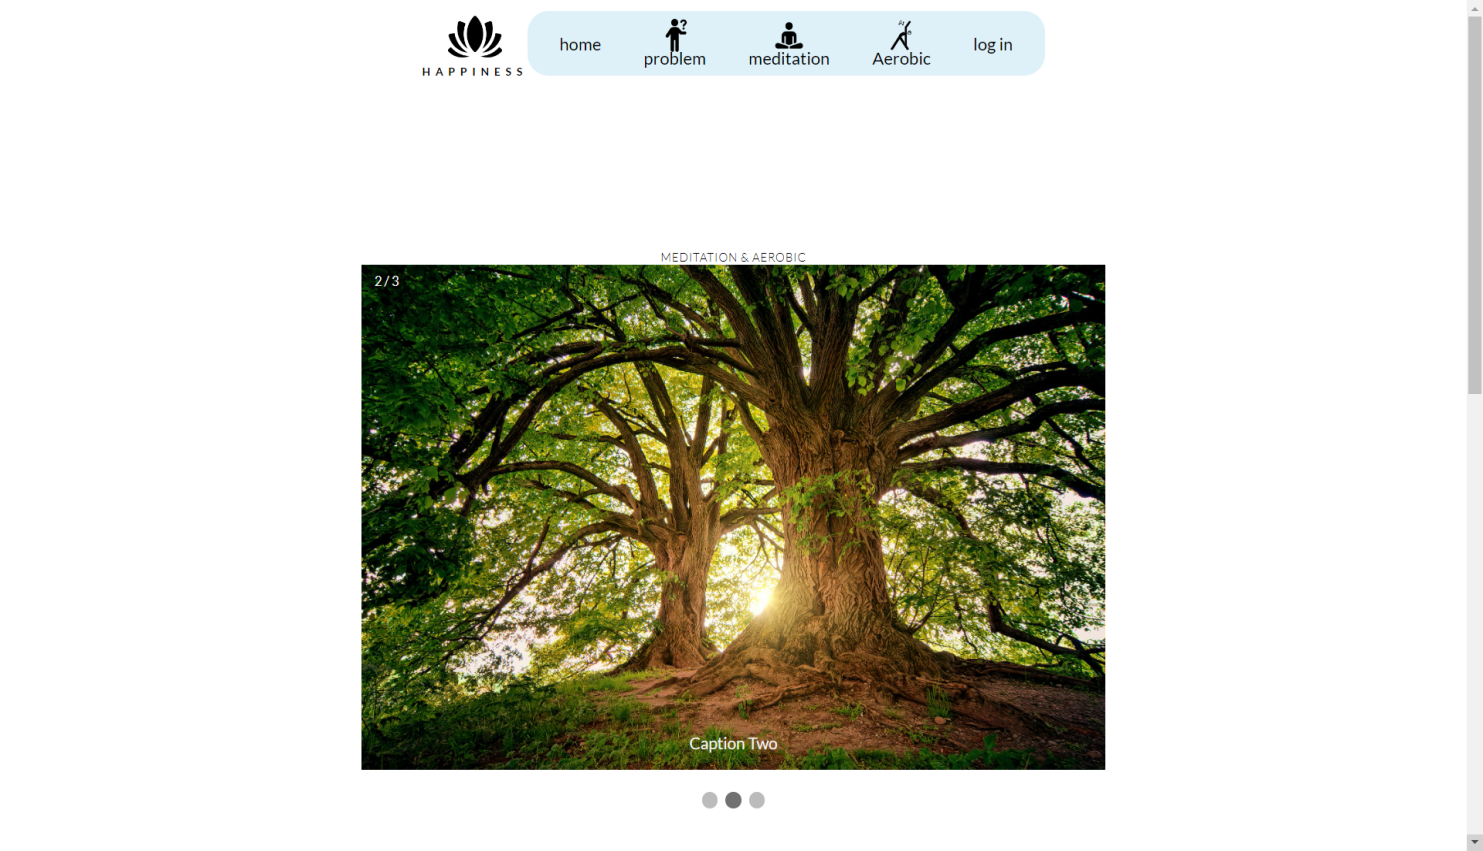 HAPPINESS
home
problem
meditation
Aerobic
log in
MEDITATION & AEROBIC
2 / 3
Caption Two